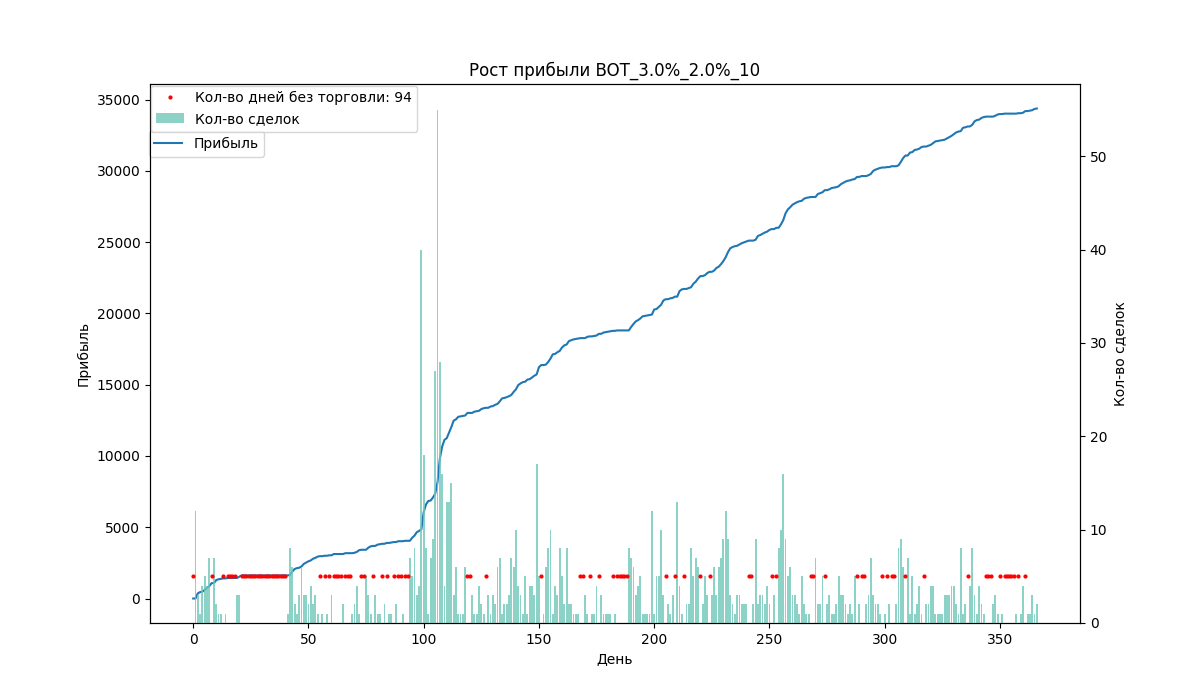 Рост прибыли BOT_3.0%_2.0%_10
Кол-во дней без торговли: 94
Кол-во сделок
Прибыль
35000
30000
25000
20000
15000
10000
5000
0
Прибыль
50
40
30
20
10
0
Кол-во сделок
0 50 100 150 200 250 300 350
День